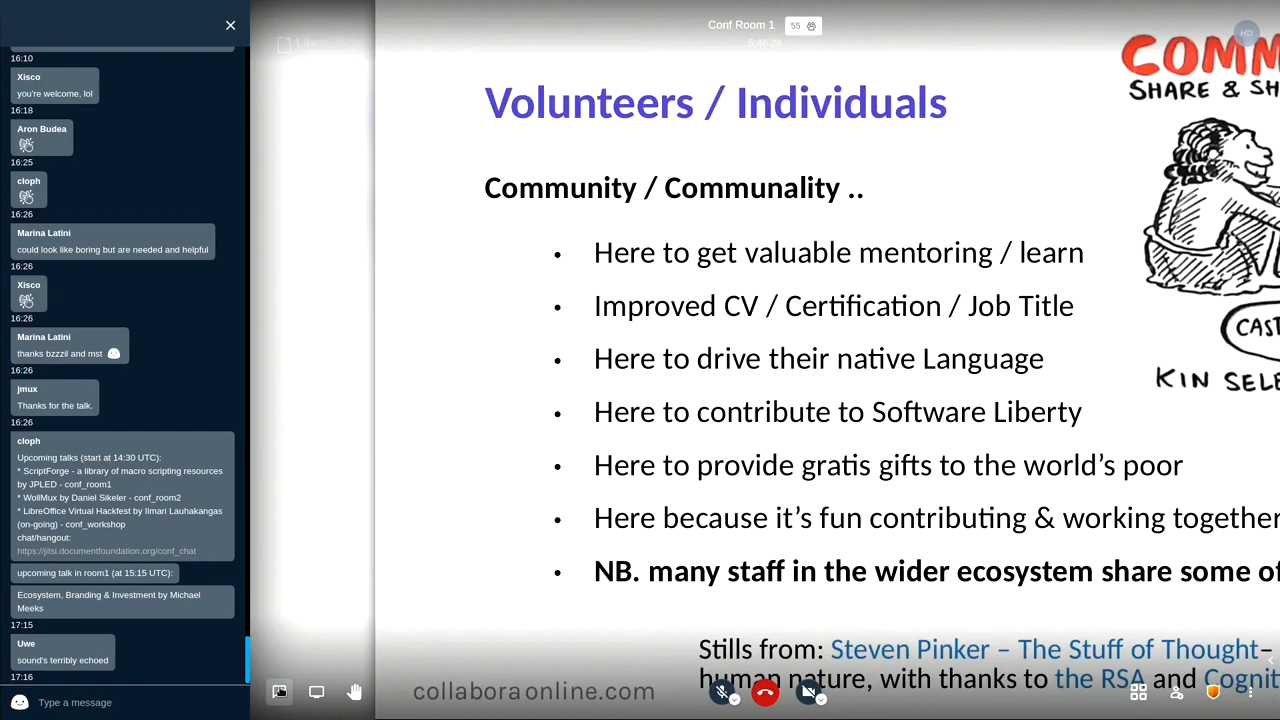 16:10
Xisco
you're welcome, lol
16:18
Aron Budea
16:25
cloph
16:26
Marina Latini
could look like boring but are needed and helpful
16:26
Xisco
16:26
Marina Latini
thanks bzzzil and mst
16:26
jmux
Thanks for the talk.
16:26
cloph
Upcoming talks (start at 14:30 UTC):
* ScriptForge - a library of macro scripting resources
by JPLED - conf_room1
* WollMux by Daniel Sikeler - conf_room2
* LibreOffice Virtual Hackfest by Ilmari Lauhakangas
(on-going) - conf_workshop
chat/hangout:
https://jitsi.documentfoundation.org/conf_chat
upcoming talk in room1 (at 15:15 UTC):
Ecosystem, Branding & Investment by Michael
Meeks
17:15
Uwe
sound's terribly echoed
17:16
Type a message
Conf Room 1
55
5:46:28
HD
LibreOffice
Volunteers / Individuals
Community / Communality ..
• Here to get valuable mentoring / learn
• Improved CV / Certification / Job Title
• Here to drive their native Language
• Here to contribute to Software Liberty
• Here to provide gratis gifts to the world's poor
• Here because it's fun contributing & working together
• NB. many staff in the wider ecosystem share some of
COMM
SHARE & SH
CAST
KIN SELE
Stills from: Steven Pinker – The Stuff of Thought–
human nature, with thanks to the RSA and Cognit
collaboraonline.com